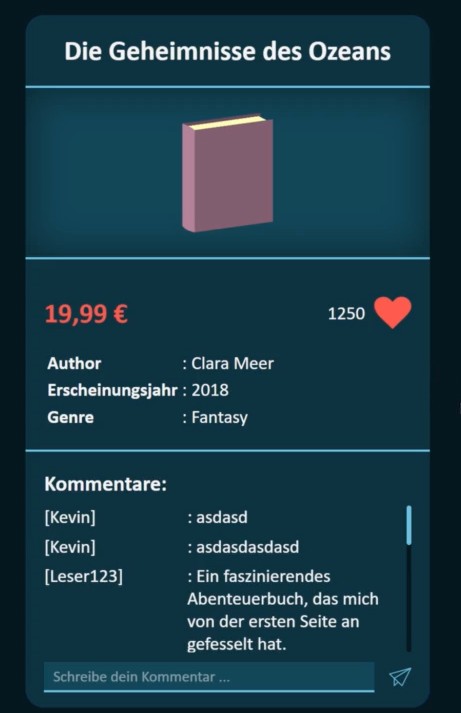 Die Geheimnisse des Ozeans
19,99 €
1250
Author : Clara Meer
Erscheinungsjahr : 2018
Genre : Fantasy
Kommentare:
[Kevin] : asdasd
[Kevin] : asdasdasdasd
[Leser123] : Ein faszinierendes
Abenteuerbuch, das mich
von der ersten Seite an
gefesselt hat.
Schreibe dein Kommentar ...